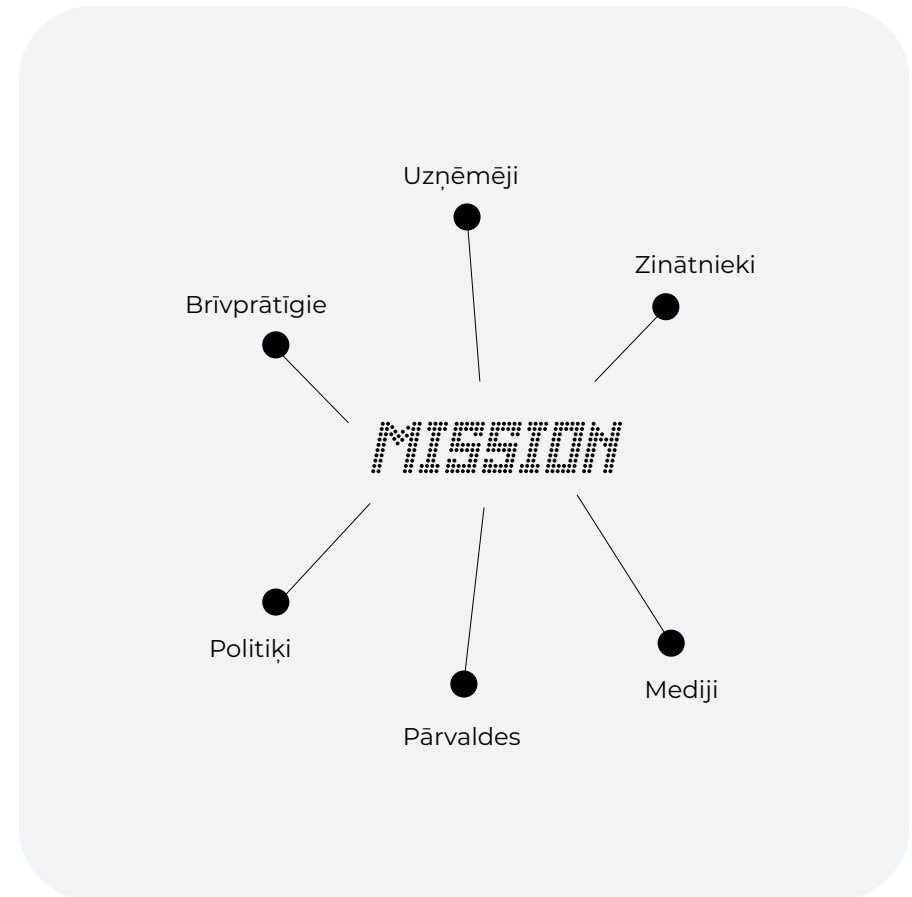 Uzņēmēji
Zinātnieki
Brīvprātīgie
MISSION
Politiķi
Mediji
Pārvaldes